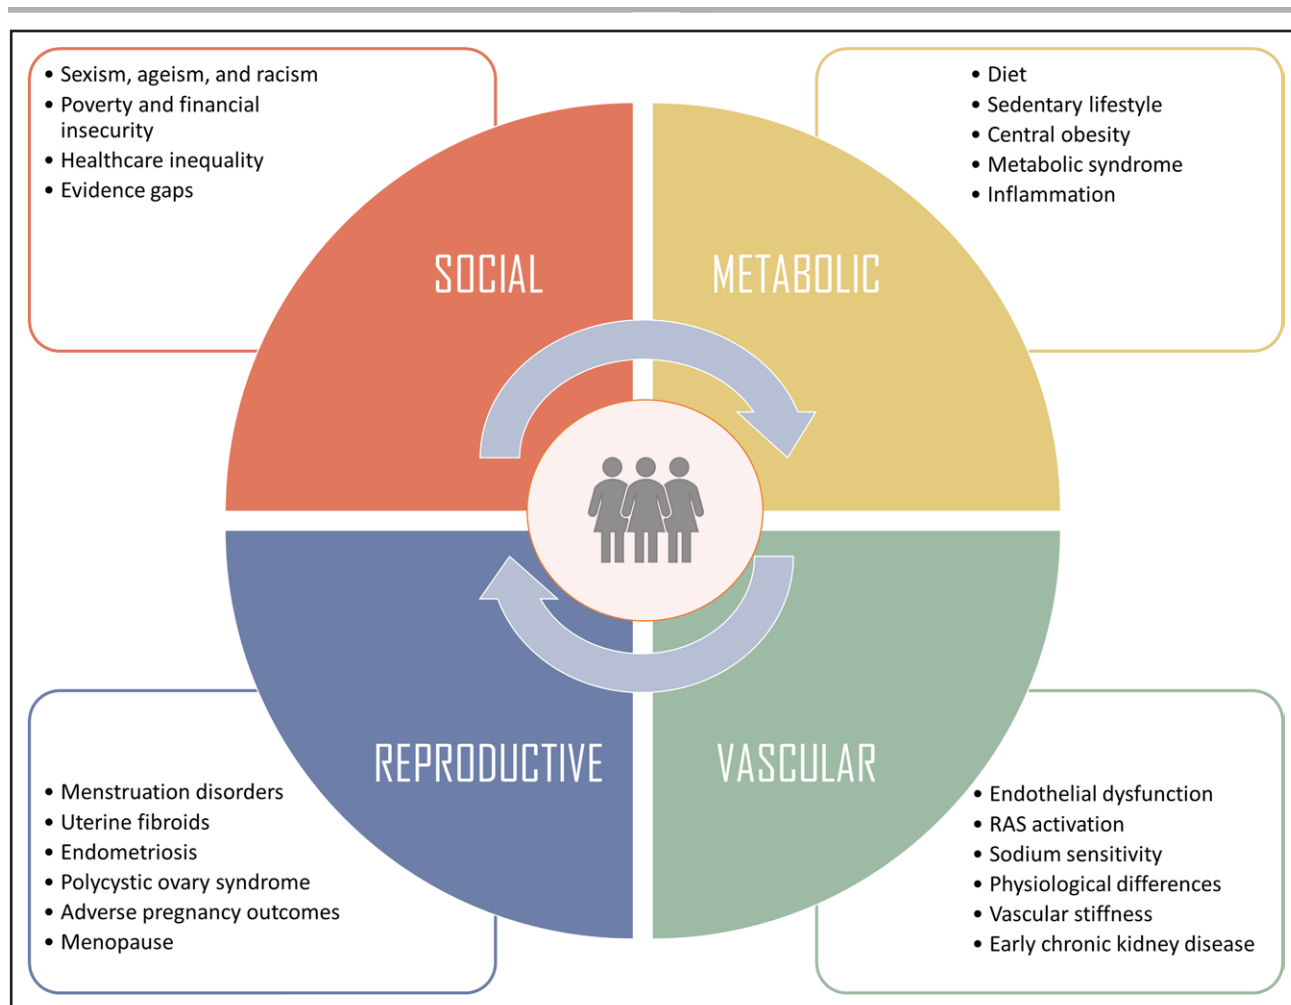 • Sexism, ageism, and racism
• Poverty and financial
insecurity
• Healthcare inequality
• Evidence gaps
• Diet
• Sedentary lifestyle
• Central obesity
• Metabolic syndrome
• Inflammation
SOCIAL
METABOLIC
REPRODUCTIVE
VASCULAR
• Menstruation disorders
• Uterine fibroids
• Endometriosis
• Polycystic ovary syndrome
• Adverse pregnancy outcomes
• Menopause
• Endothelial dysfunction
• RAS activation
• Sodium sensitivity
• Physiological differences
• Vascular stiffness
• Early chronic kidney disease